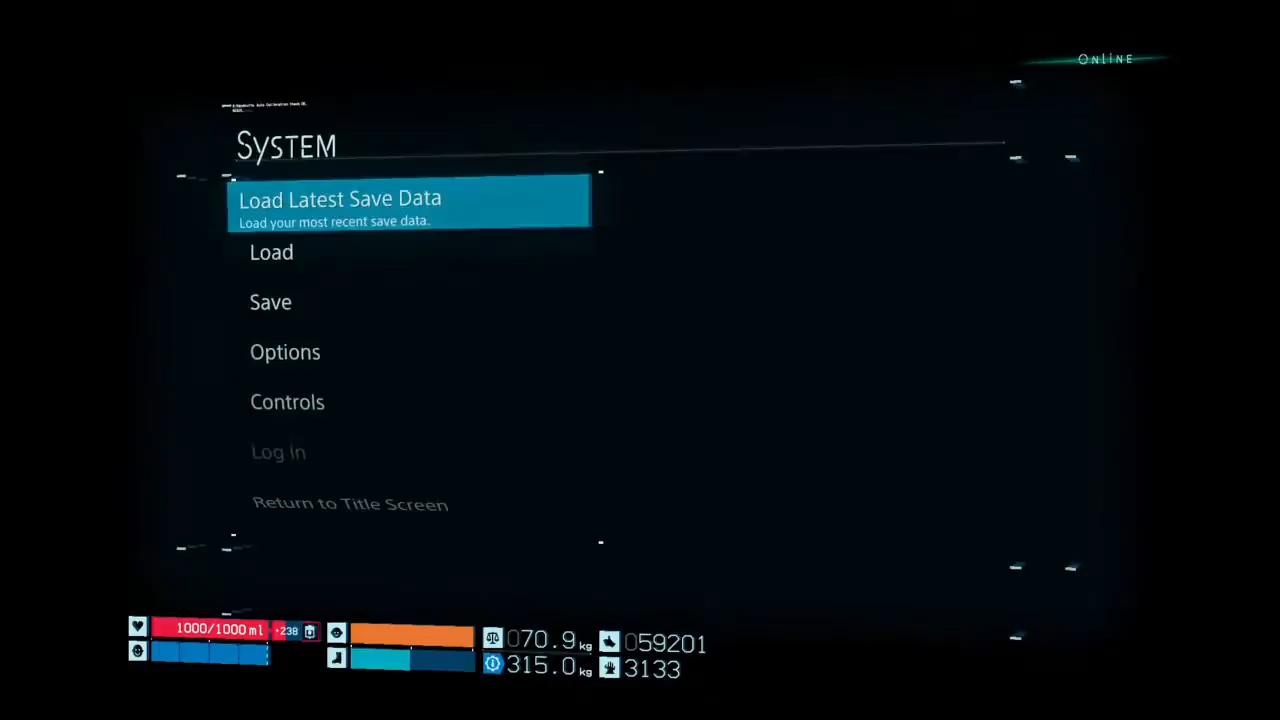 ONLINE
SYSTEM
Load Latest Save Data
Load your most recent save data.
Load
Save
Options
Controls
Log in
Return to Title Screen
1000/1000 ml
+238
070.9 kg
059201
315.0 kg
3133